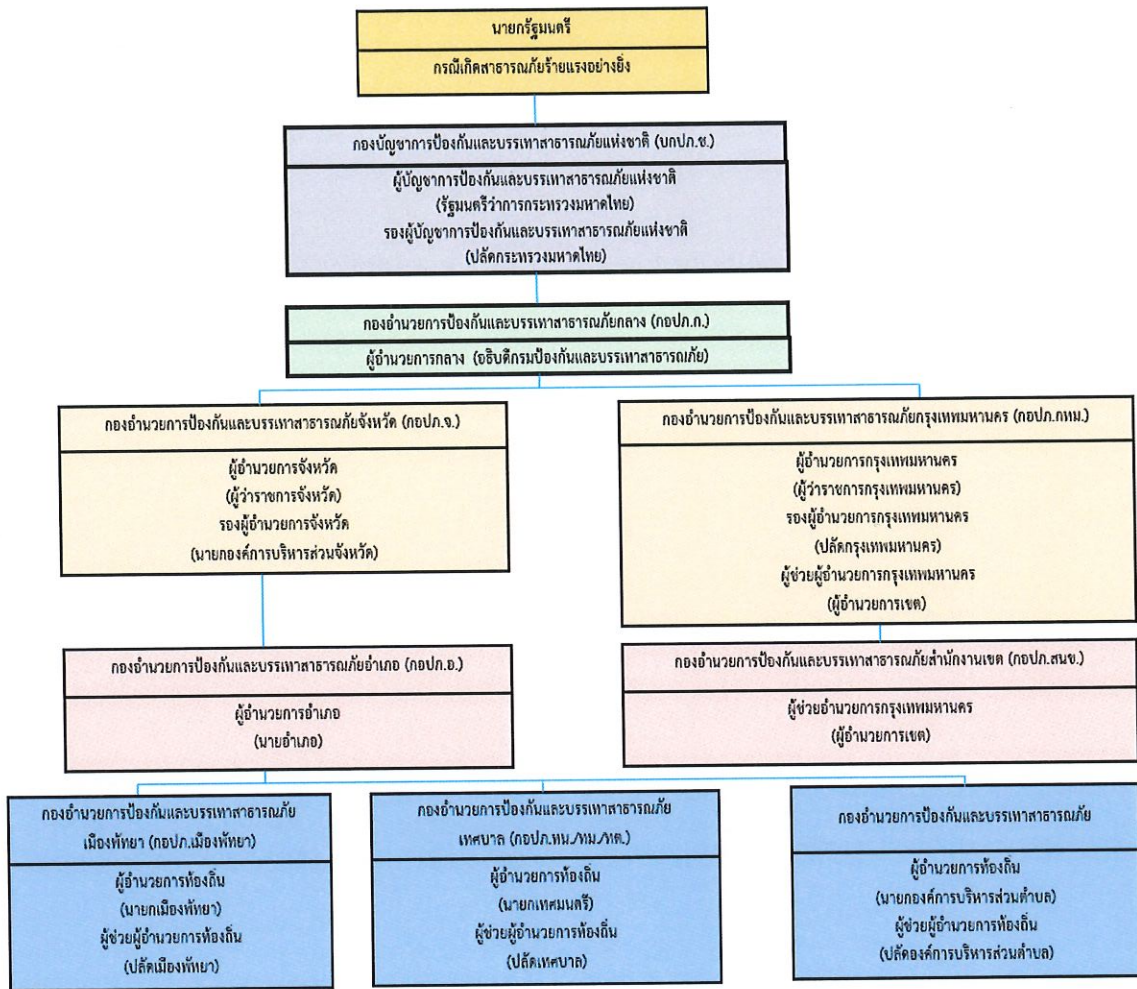 นายกรัฐมนตรี
กรณีเกิดสาธารณภัยร้ายแรงอย่างยิ่ง
กองบัญชาการป้องกันและบรรเทาสาธารณภัยแห่งชาติ (บกปภ.ช.)
ผู้บัญชาการป้องกันและบรรเทาสาธารณภัยแห่งชาติ
(รัฐมนตรีว่าการกระทรวงมหาดไทย)
รองผู้บัญชาการป้องกันและบรรเทาสาธารณภัยแห่งชาติ
(ปลัดกระทรวงมหาดไทย)
กองอำนวยการป้องกันและบรรเทาสาธารณภัยกลาง (กอปภ.ก.)
ผู้อำนวยการกลาง (อธิบดีกรมป้องกันและบรรเทาสาธารณภัย)
กองอำนวยการป้องกันและบรรเทาสาธารณภัยจังหวัด (กอปภ.จ.)
ผู้อำนวยการจังหวัด
(ผู้ว่าราชการจังหวัด)
รองผู้อำนวยการจังหวัด
(นายกองค์การบริหารส่วนจังหวัด)
กองอำนวยการป้องกันและบรรเทาสาธารณภัยกรุงเทพมหานคร (กอปภ.กทม.)
ผู้อำนวยการกรุงเทพมหานคร
(ผู้ว่าราชการกรุงเทพมหานคร)
รองผู้อำนวยการกรุงเทพมหานคร
(ปลัดกรุงเทพมหานคร)
ผู้ช่วยผู้อำนวยการกรุงเทพมหานคร
(ผู้อำนวยการเขต)
กองอำนวยการป้องกันและบรรเทาสาธารณภัยอำเภอ (กอปภ.อ.)
ผู้อำนวยการอำเภอ
(นายอำเภอ)
กองอำนวยการป้องกันและบรรเทาสาธารณภัยสำนักงานเขต (กอปภ.สนข.)
ผู้ช่วยอำนวยการกรุงเทพมหานคร
(ผู้อำนวยการเขต)
กองอำนวยการป้องกันและบรรเทาสาธารณภัย
เมืองพัทยา (กอปภ.เมืองพัทยา)
ผู้อำนวยการท้องถิ่น
(นายกเมืองพัทยา)
ผู้ช่วยผู้อำนวยการท้องถิ่น
(ปลัดเมืองพัทยา)
กองอำนวยการป้องกันและบรรเทาสาธารณภัย
เทศบาล (กอปภ.ทน./ทม./ทต.)
ผู้อำนวยการท้องถิ่น
(นายกเทศมนตรี)
ผู้ช่วยผู้อำนวยการท้องถิ่น
(ปลัดเทศบาล)
กองอำนวยการป้องกันและบรรเทาสาธารณภัย
ผู้อำนวยการท้องถิ่น
(นายกองค์การบริหารส่วนตำบล)
ผู้ช่วยผู้อำนวยการท้องถิ่น
(ปลัดองค์การบริหารส่วนตำบล)